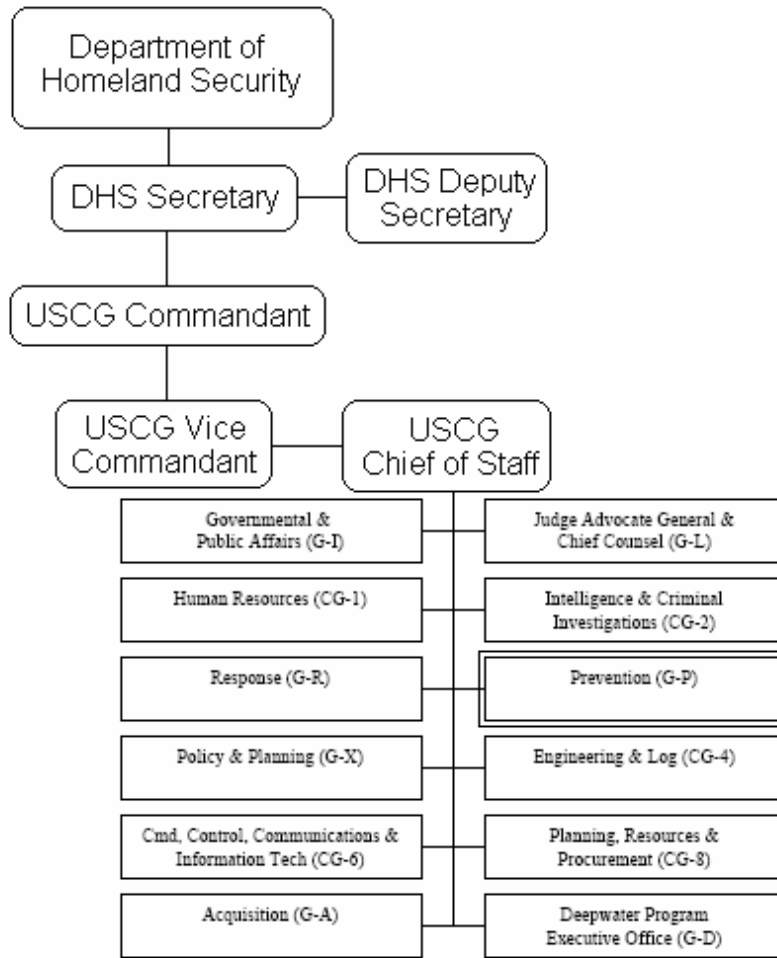 Department of
Homeland Security
DHS Secretary
DHS Deputy
Secretary
USCG Commandant
USCG Vice
Commandant
USCG
Chief of Staff
Governmental &
Public Affairs (G-I)
Judge Advocate General &
Chief Counsel (G-L)
Human Resources (CG-1)
Intelligence & Criminal
Investigations (CG-2)
Response (G-R)
Prevention (G-P)
Policy & Planning (G-X)
Engineering & Log (CG-4)
Cmd, Control, Communications &
Information Tech (CG-6)
Planning, Resources &
Procurement (CG-8)
Acquisition (G-A)
Deepwater Program
Executive Office (G-D)